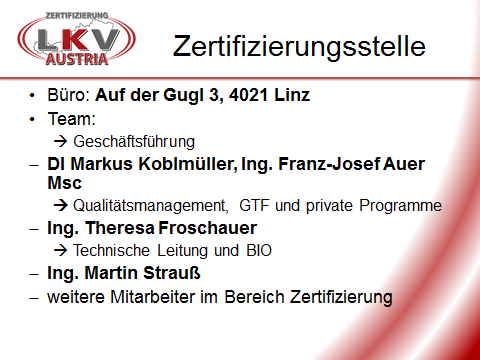 ZERTIFIZIERUNG
LKV
AUSTRIA
Zertifizierungsstelle
• Büro: Auf der Gugl 3, 4021 Linz
• Team:
→ Geschäftsführung
– DI Markus Koblmüller, Ing. Franz-Josef Auer
Msc
→ Qualitätsmanagement, GTF und private Programme
– Ing. Theresa Froschauer
→ Technische Leitung und BIO
– Ing. Martin Strauß
– weitere Mitarbeiter im Bereich Zertifizierung